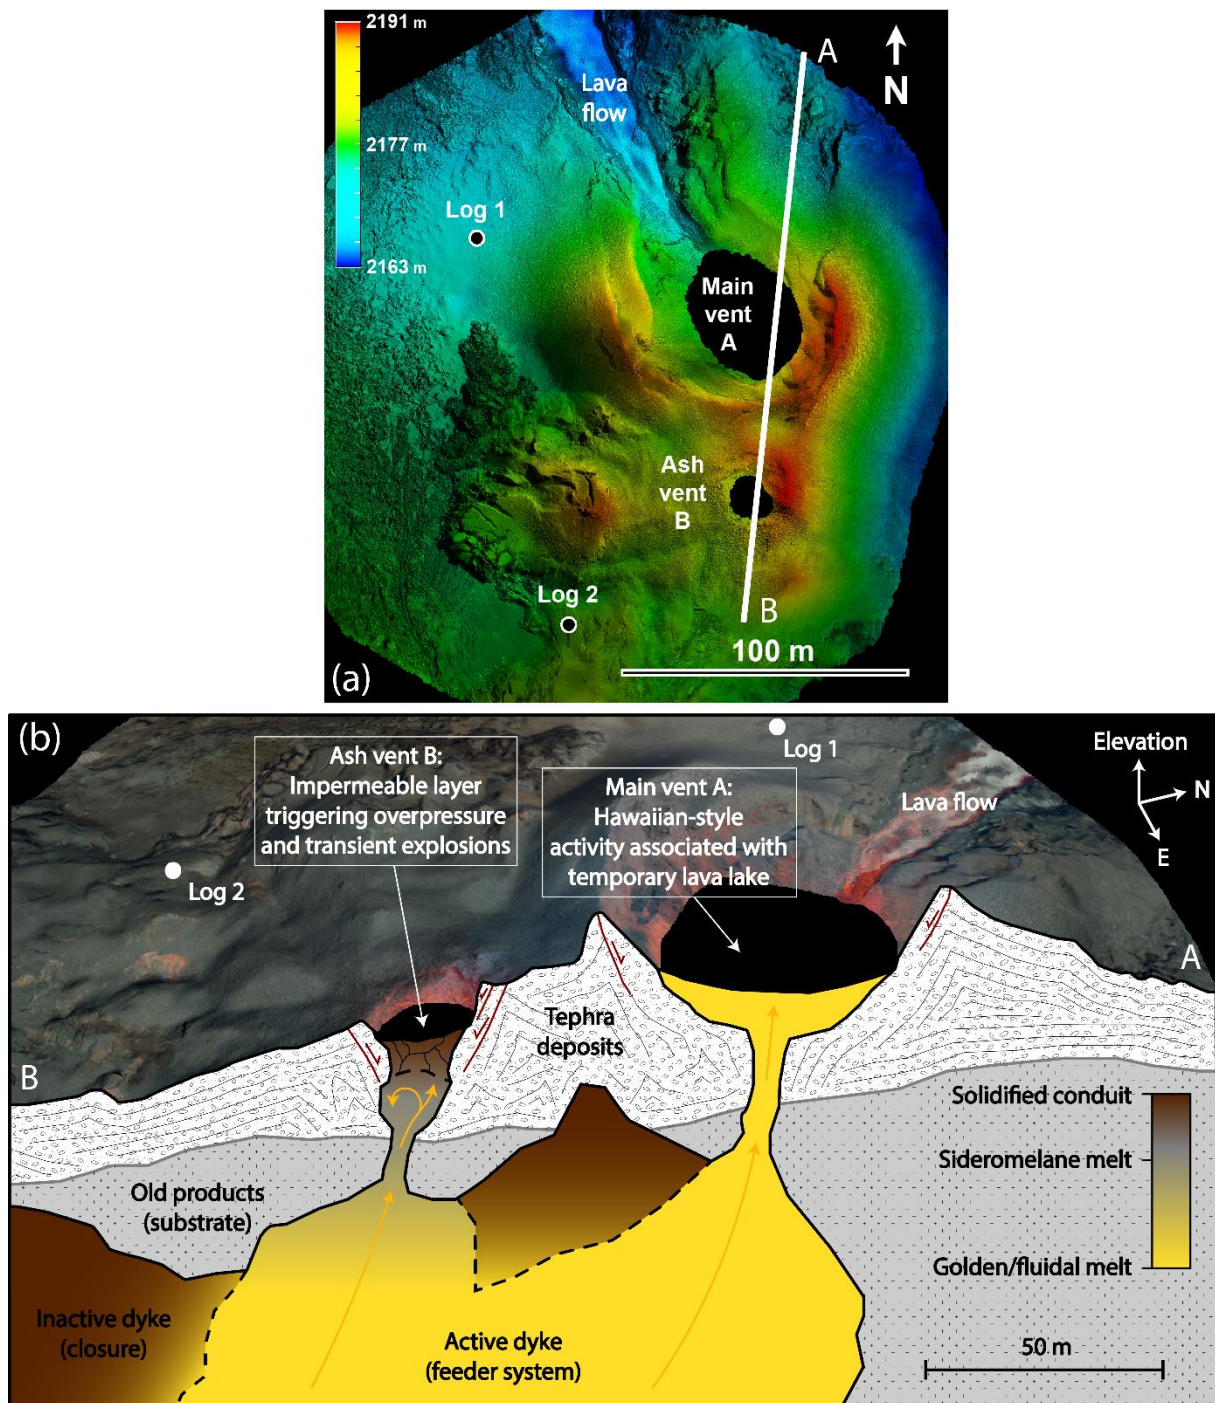 2191 m
2177 m
2163 m
Lava
flow
A
N
Log 1
Main
vent
A
Ash
vent
B
Log 2
B
100 m
(a)
(b)
Ash vent B:
Impermeable layer
triggering overpressure
and transient explosions
Main vent A:
Hawaiian-style
activity associated with
temporary lava lake
Log 1
Elevation
N
E
Lava flow
Log 2
A
B
Tephra
deposits
Old products
(substrate)
Inactive dyke
(closure)
Active dyke
(feeder system)
Solidified conduit
Sideromelane melt
Golden/fluidal melt
50 m